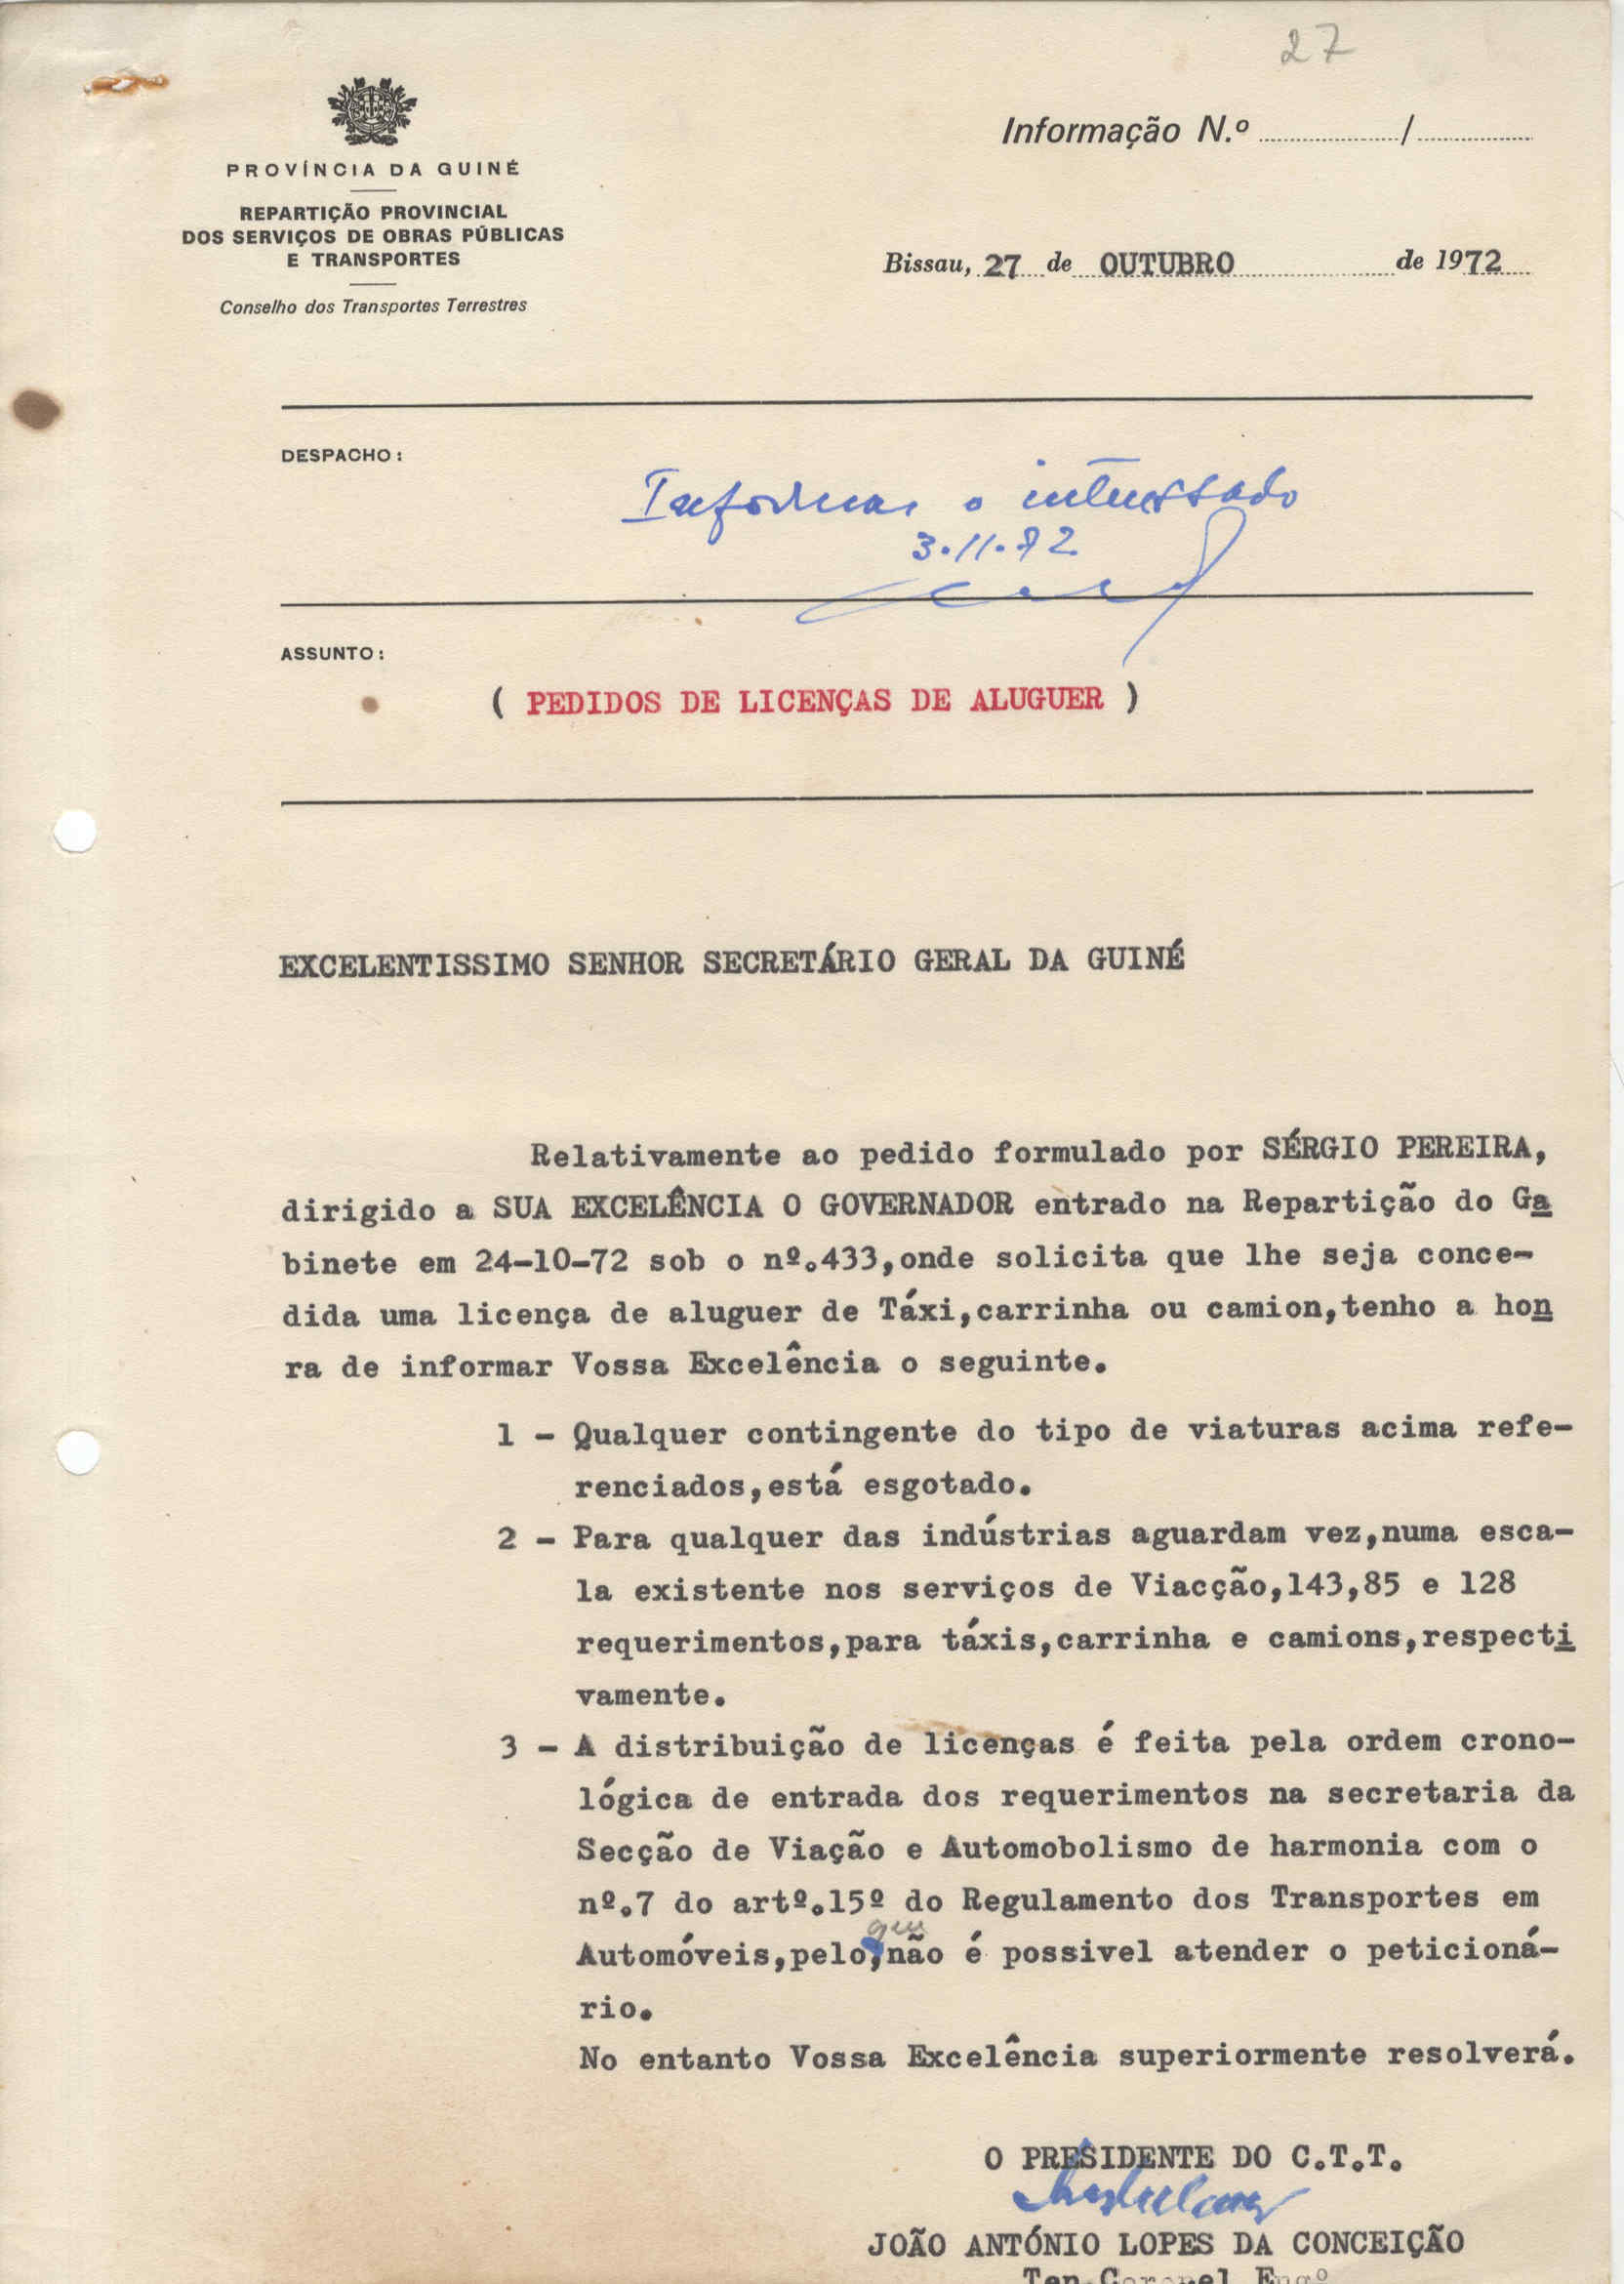 27
PROVÍNCIA DA GUINÉ
REPARTIÇÃO PROVINCIAL
DOS SERVIÇOS DE OBRAS PÚBLICAS
E TRANSPORTES
Conselho dos Transportes Terrestres
Informação N.º ............/............
Bissau, 27 de OUTUBRO de 1972
DESPACHO:
Informar o interessado
3.11.72
ASSUNTO:
( PEDIDOS DE LICENÇAS DE ALUGUER )
EXCELENTISSIMO SENHOR SECRETÁRIO GERAL DA GUINÉ
Relativamente ao pedido formulado por SÉRGIO PEREIRA,
dirigido a SUA EXCELÊNCIA O GOVERNADOR entrado na Repartição do Ga
binete em 24-10-72 sob o nº.433,onde solicita que lhe seja conce-
dida uma licença de aluguer de Táxi,carrinha ou camion,tenho a hon
ra de informar Vossa Excelência o seguinte.
1 - Qualquer contingente do tipo de viaturas acima refe-
renciados,está esgotado.
2 - Para qualquer das indústrias aguardam vez,numa esca-
la existente nos serviços de Viacção,143,85 e 128
requerimentos,para táxis,carrinha e camions,respecti
vamente.
3 - A distribuição de licenças é feita pela ordem crono-
lógica de entrada dos requerimentos na secretaria da
Secção de Viação e Automobolismo de harmonia com o
nº.7 do artº.15º do Regulamento dos Transportes em
que
Automóveis,pelo,não é possivel atender o peticioná-
rio.
No entanto Vossa Excelência superiormente resolverá.
O PRESIDENTE DO C.T.T.
JOÃO ANTÓNIO LOPES DA CONCEIÇÃO
Ten.Coronel Engº